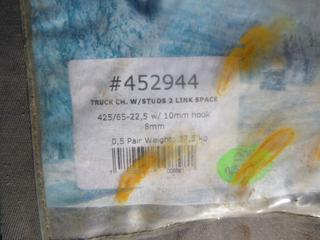 #452944
TRUCK CH. W/STUDS 2 LINK SPACE
425/65-22,5 w/ 10mm hook
8mm
0,5 Pair Weight: 37,5 kg
7